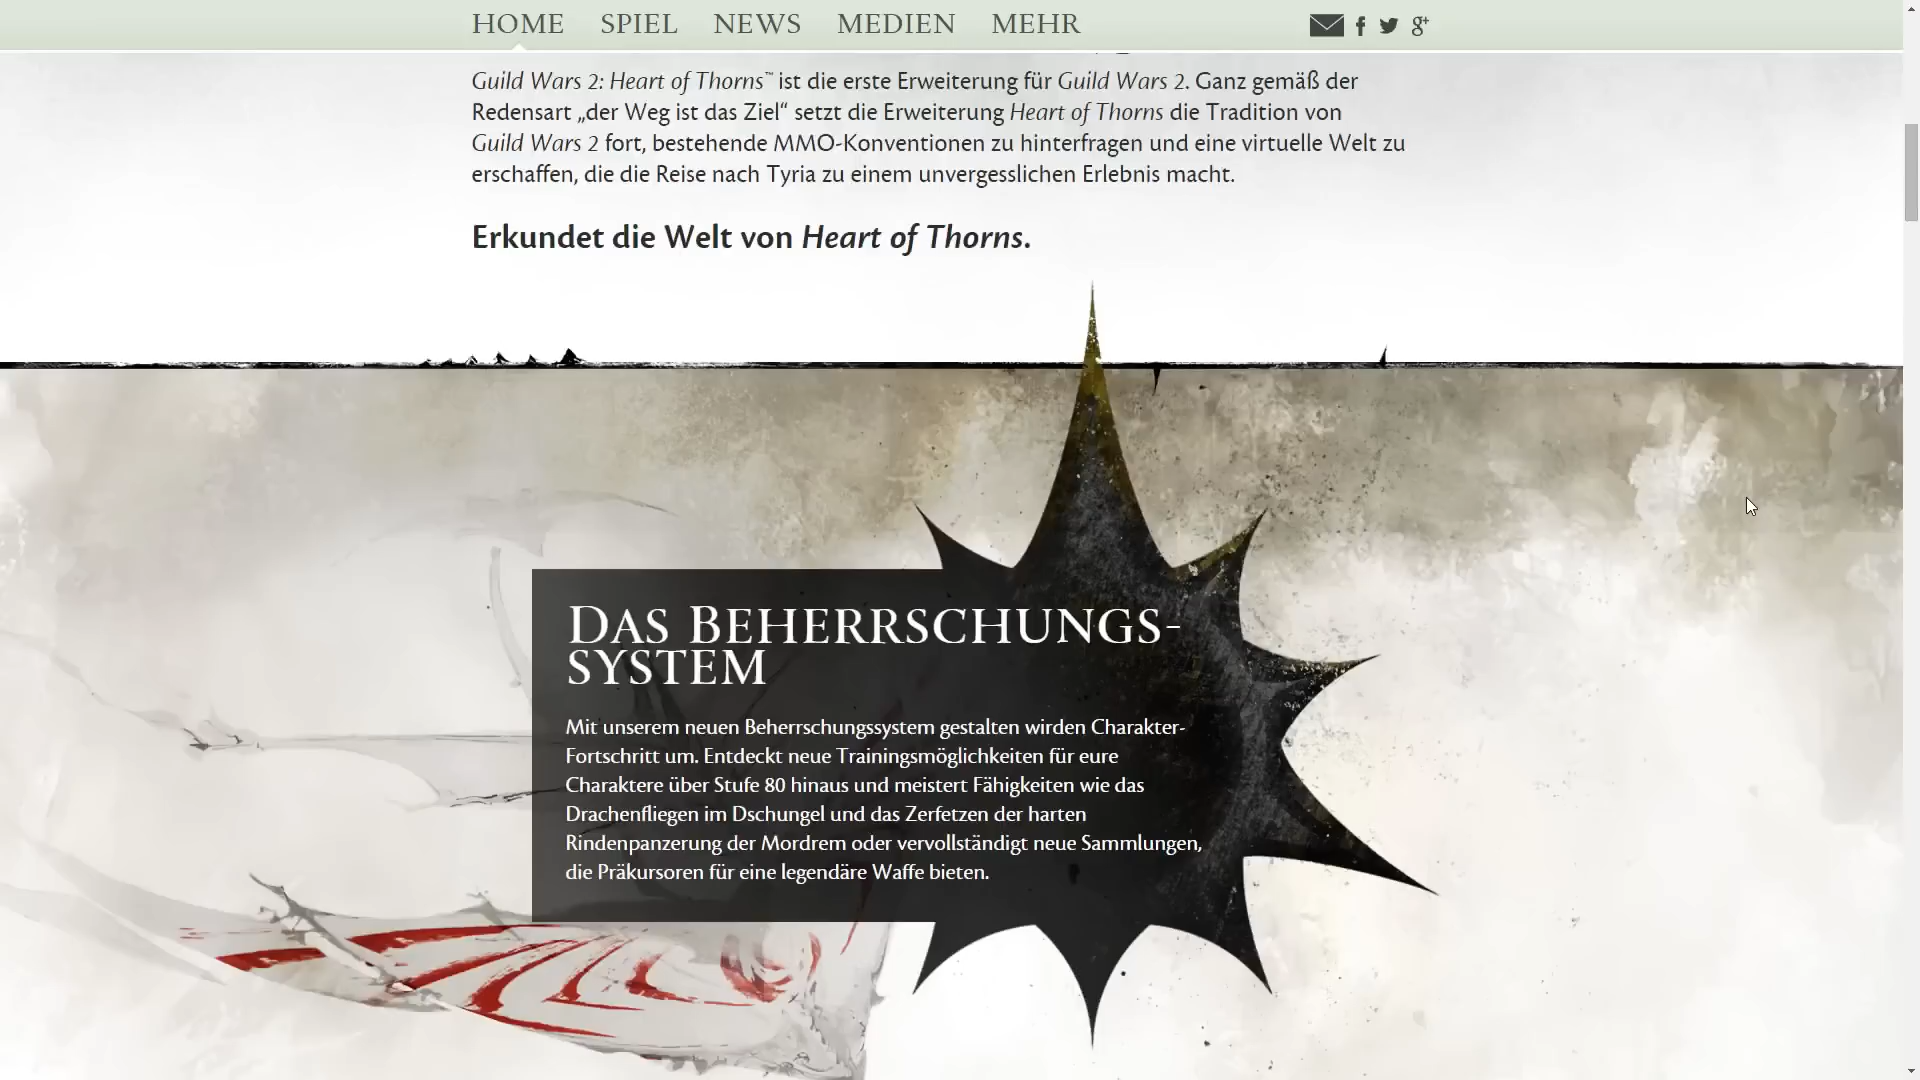 HOME SPIEL NEWS MEDIEN MEHR
Guild Wars 2: Heart of Thorns™ ist die erste Erweiterung für Guild Wars 2. Ganz gemäß der
Redensart „der Weg ist das Ziel“ setzt die Erweiterung Heart of Thorns die Tradition von
Guild Wars 2 fort, bestehende MMO-Konventionen zu hinterfragen und eine virtuelle Welt zu
erschaffen, die die Reise nach Tyria zu einem unvergesslichen Erlebnis macht.
Erkundet die Welt von Heart of Thorns.
DAS BEHERRSCHUNGS-
SYSTEM
Mit unserem neuen Beherrschungssystem gestalten wirden Charakter-
Fortschritt um. Entdeckt neue Trainingsmöglichkeiten für eure
Charaktere über Stufe 80 hinaus und meistert Fähigkeiten wie das
Drachenfliegen im Dschungel und das Zerfetzen der harten
Rindenpanzerung der Mordrem oder vervollständigt neue Sammlungen,
die Präkursoren für eine legendäre Waffe bieten.